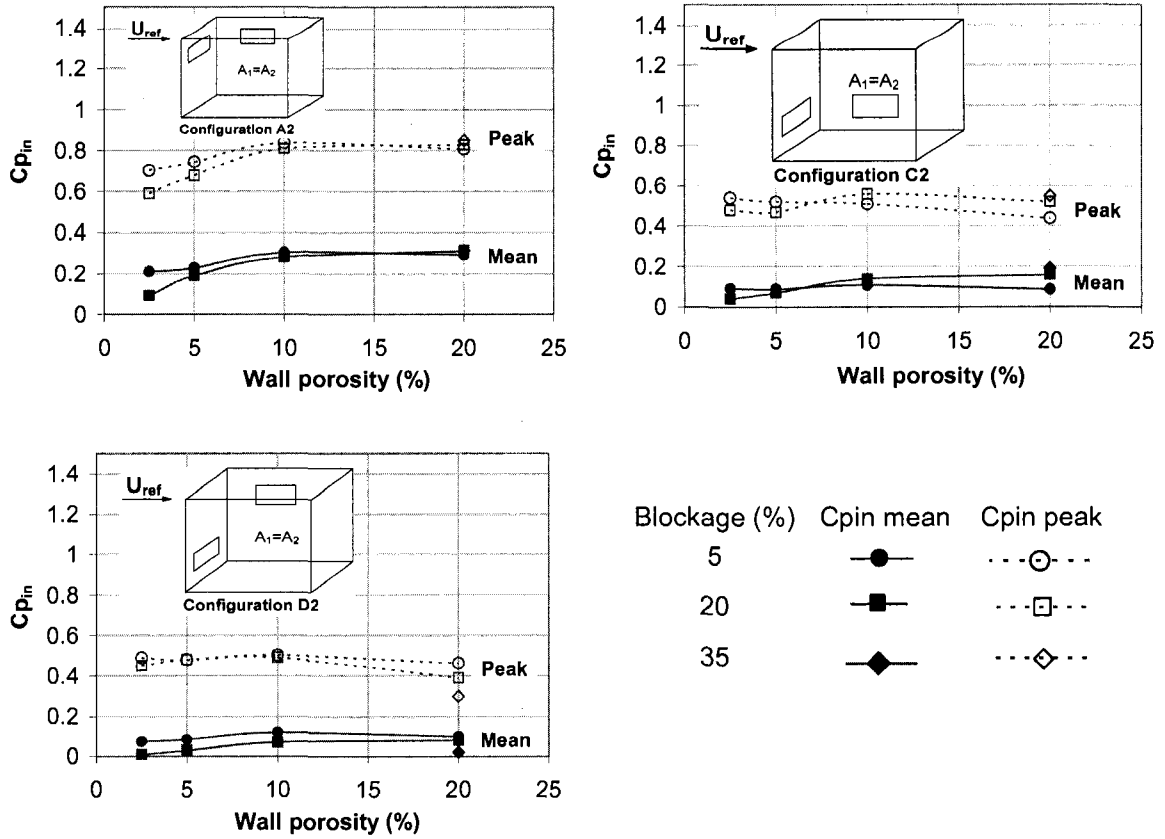 1.4
1.2
1
0.8
0.6
0.4
0.2
0
Cp_in
U_ref
A₁=A₂
Configuration A2
Peak
Mean
0 5 10 15 20 25
Wall porosity (%)
1.4
1.2
1
0.8
0.6
0.4
0.2
0
U_ref
A₁=A₂
Configuration C2
Peak
Mean
0 5 10 15 20 25
Wall porosity (%)
1.4
1.2
1
0.8
0.6
0.4
0.2
0
Cp_in
U_ref
A₁=A₂
Configuration D2
Peak
Mean
0 5 10 15 20 25
Wall porosity (%)
Blockage (%) Cpin mean Cpin peak
5
20
35